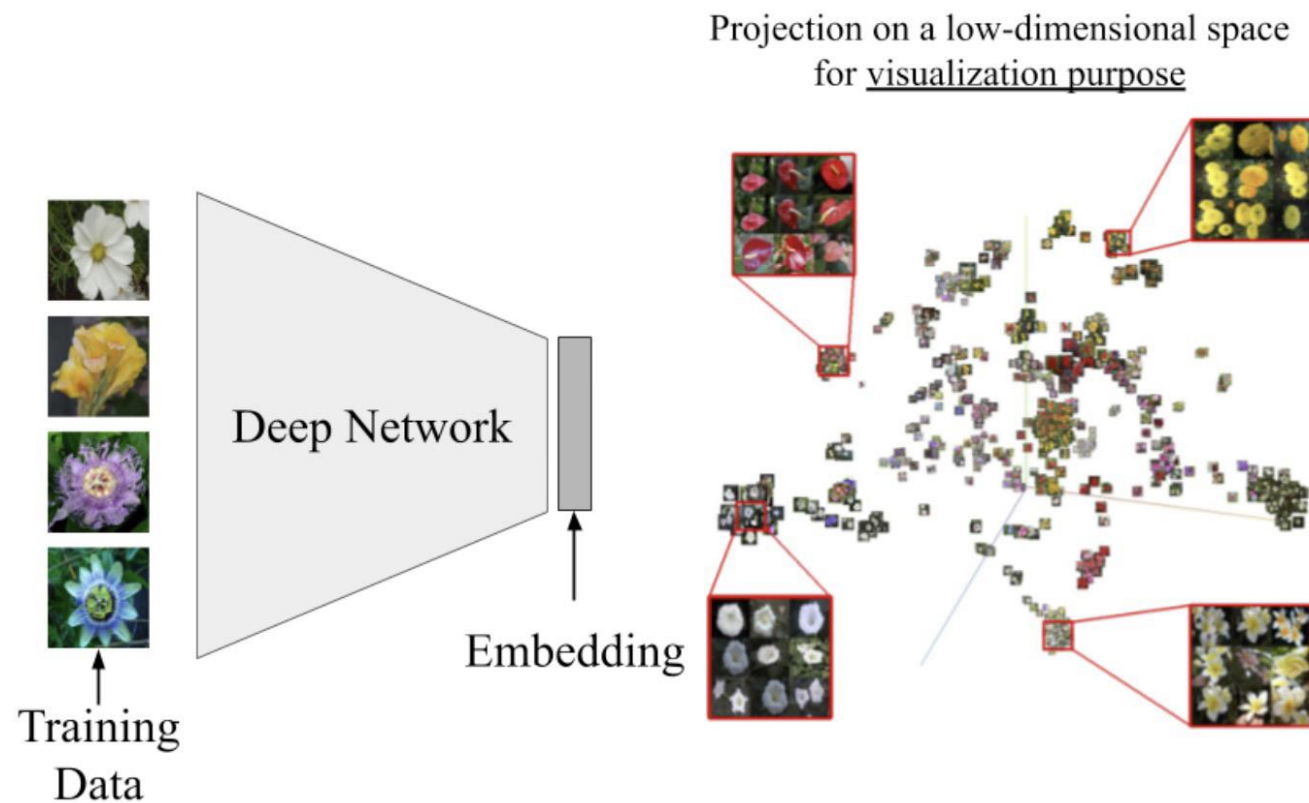 Projection on a low-dimensional space
for visualization purpose
Deep Network
Embedding
Training
Data